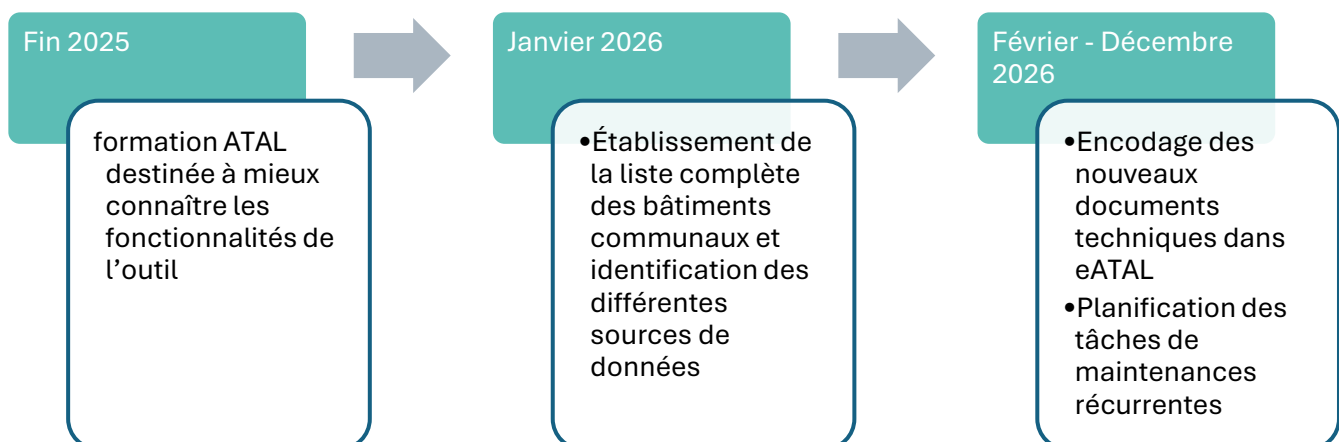 Fin 2025
formation ATAL
destinée à mieux
connaître les
fonctionnalités de
l’outil
Janvier 2026
•Établissement de
la liste complète
des bâtiments
communaux et
identification des
différentes
sources de
données
Février - Décembre
2026
•Encodage des
nouveaux
documents
techniques dans
eATAL
•Planification des
tâches de
maintenances
récurrentes